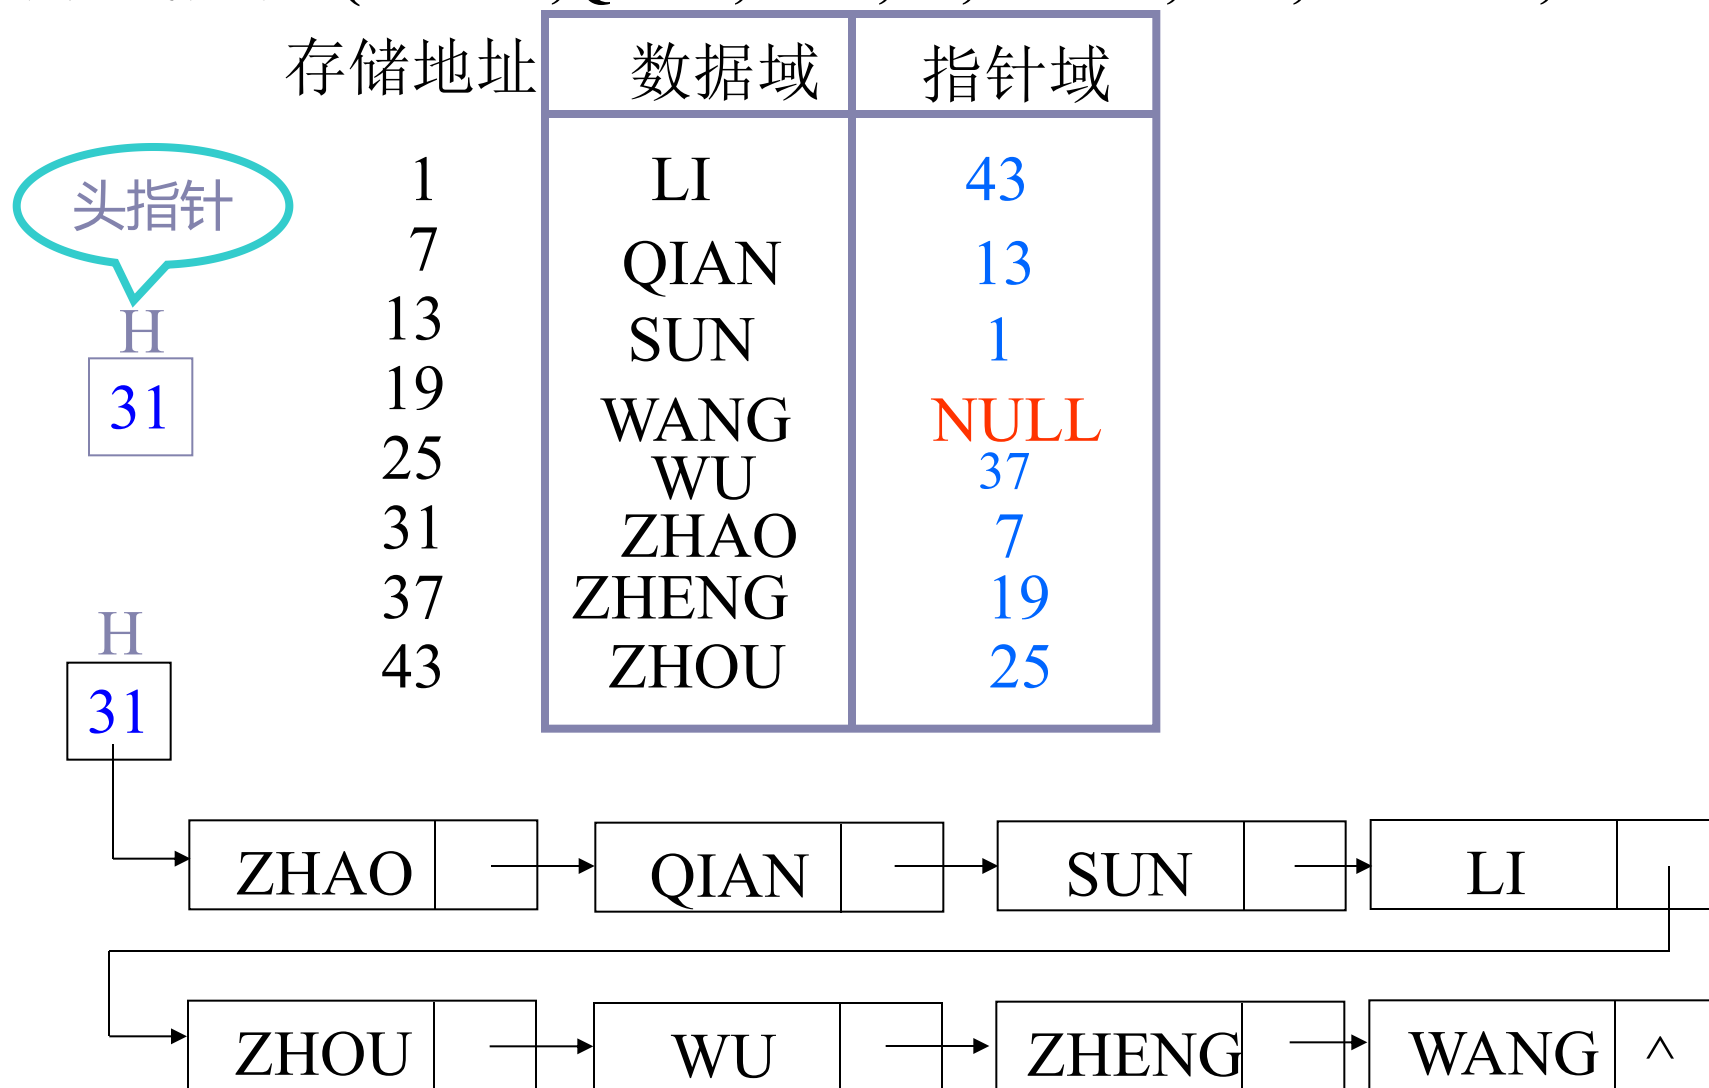 存储地址 数据域 指针域
头指针
H
31
1 LI 43
7 QIAN 13
13 SUN 1
19 WANG NULL
25 WU 37
31 ZHAO 7
37 ZHENG 19
43 ZHOU 25
H
31
ZHAO QIAN SUN LI
ZHOU WU ZHENG WANG ^